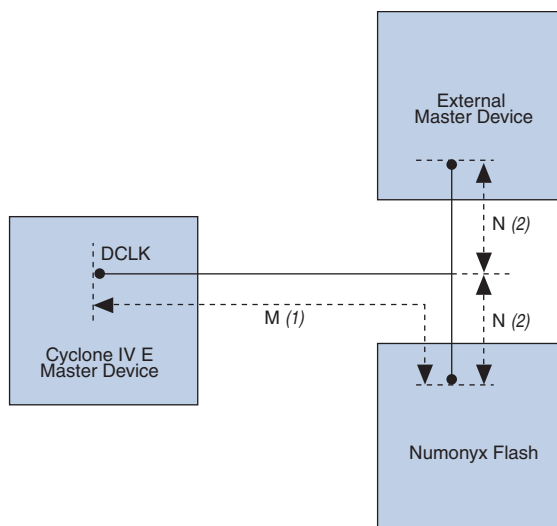 External
Master Device
N (2)
DCLK
M (1)
N (2)
Cyclone IV E
Master Device
Numonyx Flash